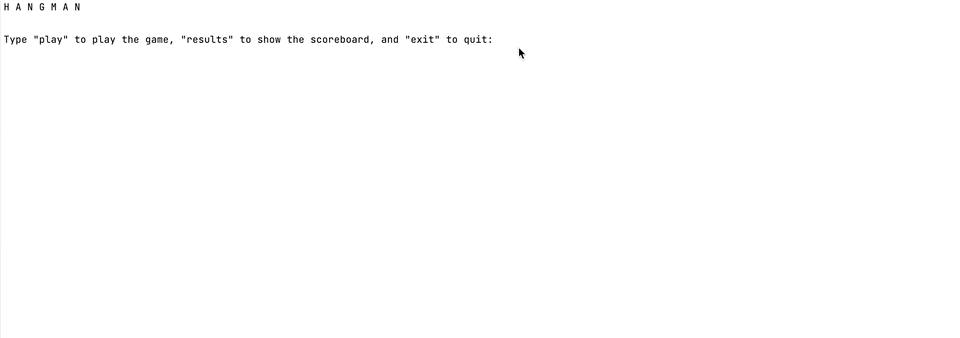 H A N G M A N
Type "play" to play the game, "results" to show the scoreboard, and "exit" to quit: